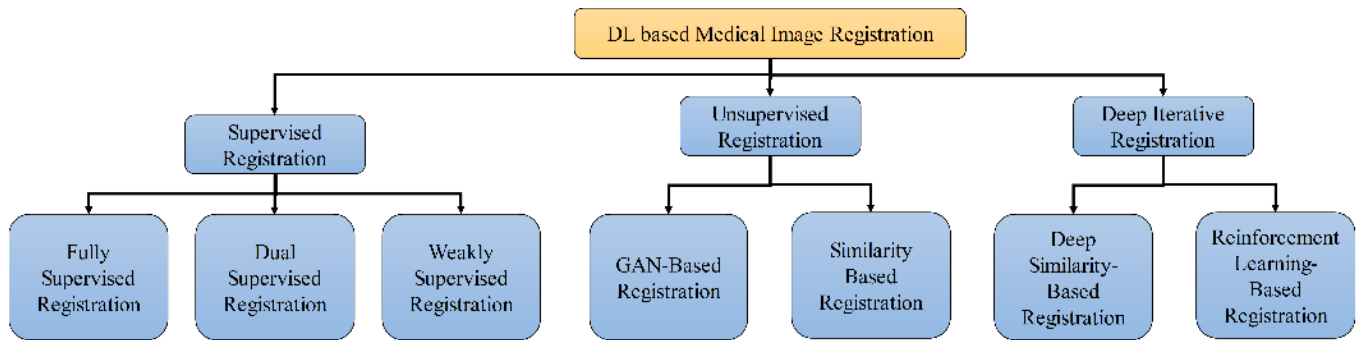 DL based Medical Image Registration
Supervised
Registration
Unsupervised
Registration
Deep Iterative
Registration
Fully
Supervised
Registration
Dual
Supervised
Registration
Weakly
Supervised
Registration
GAN-Based
Registration
Similarity
Based
Registration
Deep
Similarity-
Based
Registration
Reinforcement
Learning-
Based
Registration